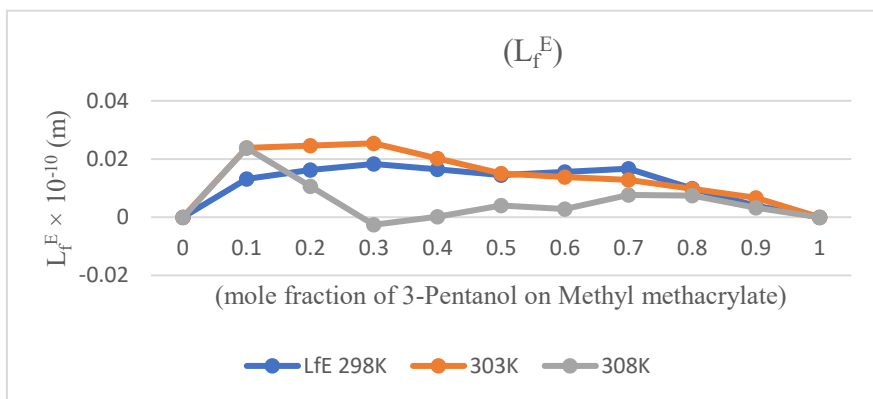 (L_f^E)
L_f^E × 10^-10 (m)
0.04
0.02
0
-0.02
0 0.1 0.2 0.3 0.4 0.5 0.6 0.7 0.8 0.9 1
(mole fraction of 3-Pentanol on Methyl methacrylate)
LfE 298K 303K 308K